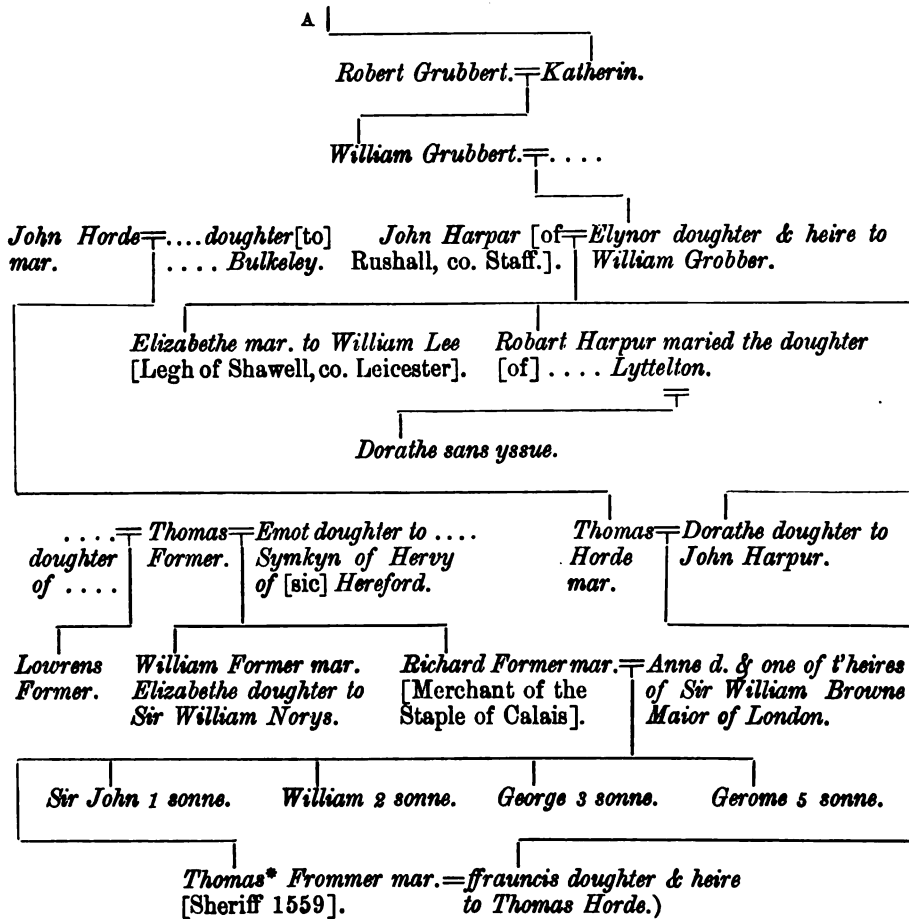 A
Robert Grubbert. = Katherin.
William Grubbert. = ....
John Horde = ....doughter [to]
mar. .... Bulkeley.
John Harpar [of = Elynor doughter & heire to
Rushall, co. Staff.]. William Grobber.
Elizabethe mar. to William Lee
[Legh of Shawell, co. Leicester].
Robart Harpur maried the doughter
[of] .... Lyttelton.
=
Dorathe sans yssue.
.... = Thomas = Emot doughter to ....
doughter Former. Symkyn of Hervy
of .... of [sic] Hereford.
Thomas = Dorathe doughter to
Horde John Harpur.
mar.
Lowrens
Former.
William Former mar.
Elizabethe doughter to
Sir William Norys.
Richard Former mar. = Anne d. & one of t'heires
[Merchant of the of Sir William Browne
Staple of Calais]. Maior of London.
Sir John 1 sonne. William 2 sonne. George 3 sonne. Gerome 5 sonne.
Thomas* Frommer mar. = ffrauncis doughter & heire
[Sheriff 1559]. to Thomas Horde.)